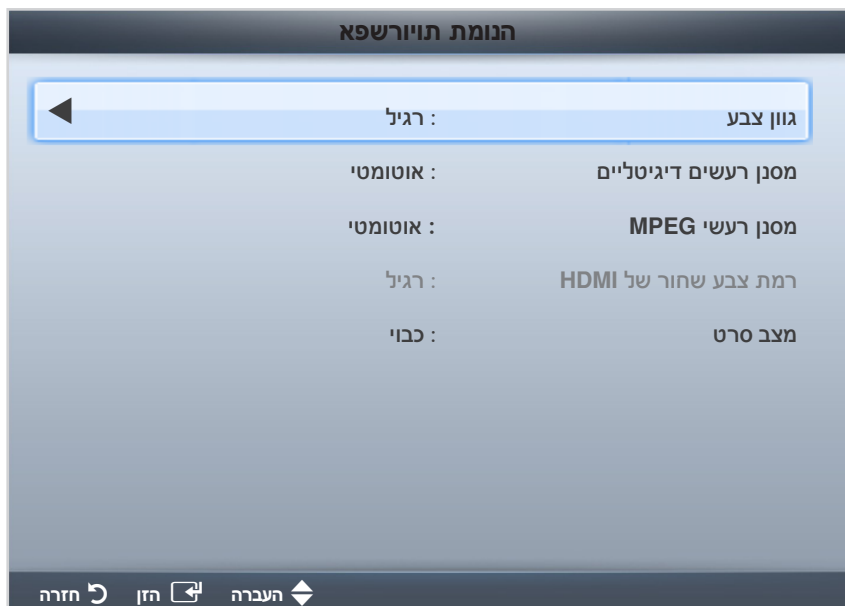 הנומת תויורשפא
גוון צבע : רגיל
מסנן רעשים דיגיטליים : אוטומטי
מסנן רעשי MPEG : אוטומטי
רמת צבע שחור של HDMI : רגיל
מצב סרט : כבוי
העברה הזן חזרה